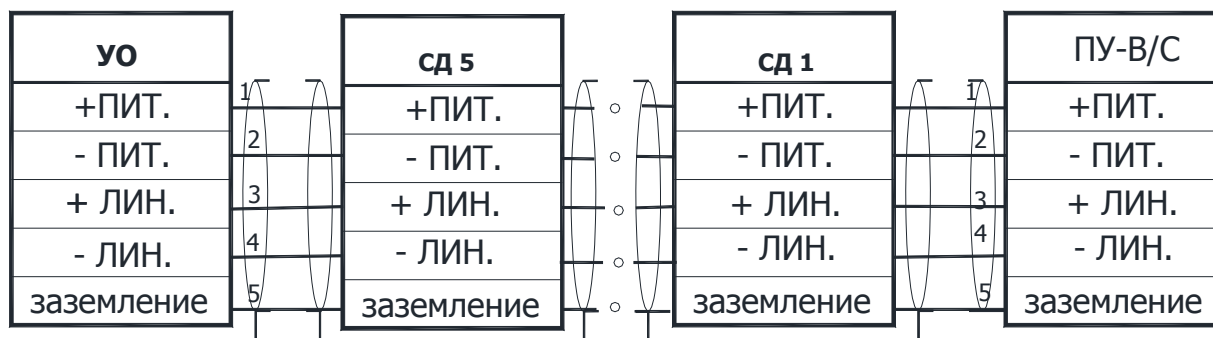 УО
СД 5
СД 1
ПУ-В/С
1 1
+ПИТ. +ПИТ. +ПИТ. +ПИТ.
2 2
- ПИТ. - ПИТ. - ПИТ. - ПИТ.
3 3
+ ЛИН. + ЛИН. + ЛИН. + ЛИН.
4 4
- ЛИН. - ЛИН. - ЛИН. - ЛИН.
5 5
заземление заземление заземление заземление